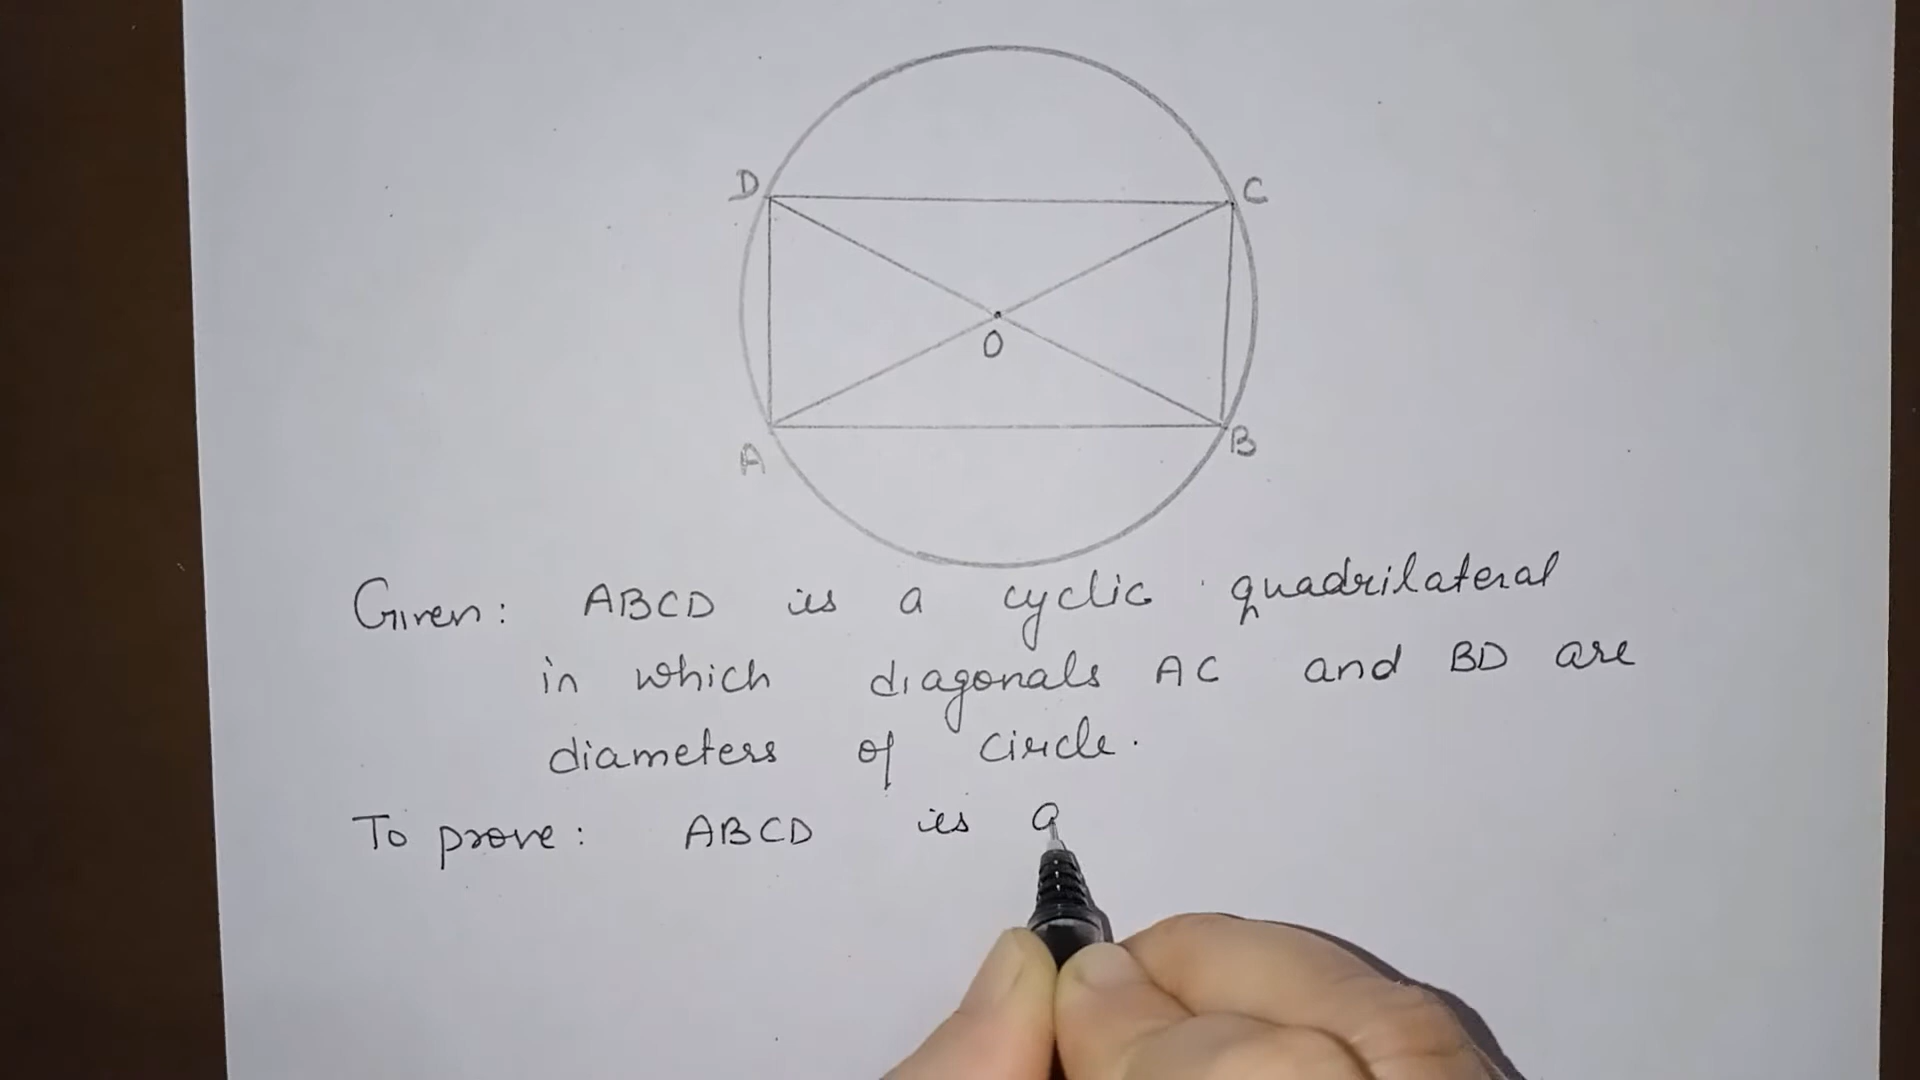 D C
O
A B
Given: ABCD is a cyclic quadrilateral
in which diagonals AC and BD are
diameters of circle.
To prove: ABCD is a